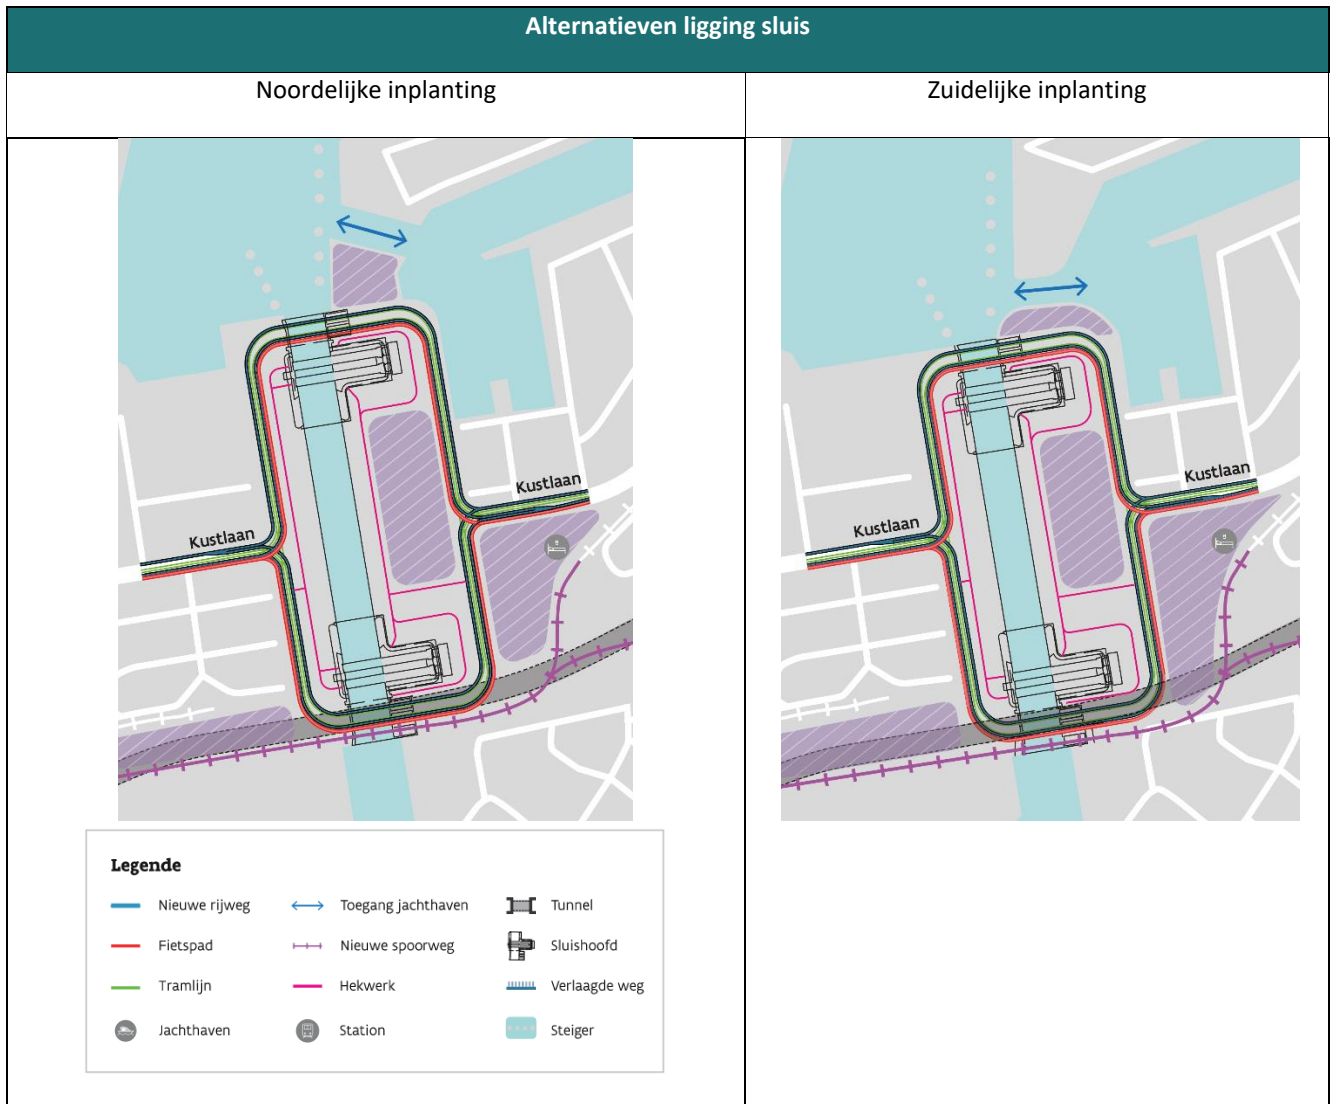 Alternatieven ligging sluis
Noordelijke inplanting
Zuidelijke inplanting
Kustlaan
Kustlaan
Kustlaan
Kustlaan
Legende
Nieuwe rijweg
Toegang jachthaven
Tunnel
Fietspad
Nieuwe spoorweg
Sluishoofd
Tramlijn
Hekwerk
Verlaagde weg
Jachthaven
Station
Steiger